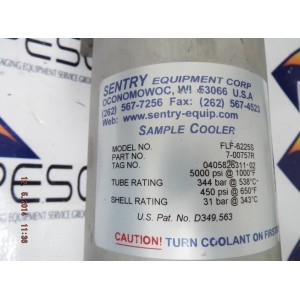 SENTRY EQUIPMENT CORP
OCONOMOWOC, WI 53066 U.S.A
(262) 567-7256 Fax: (262) 567-4523
Web: www.sentry-equip.com
SAMPLE COOLER
MODEL NO. FLF-6225S
PART NO. 7-00757R
TAG NO. 0405826311-02
5000 psi @ 1000°F
TUBE RATING 344 bar @ 538°C
450 psi @ 650°F
SHELL RATING 31 bar @ 343°C
U.S. Pat. No. D349,563
CAUTION! TURN COOLANT ON FIRST
PESC